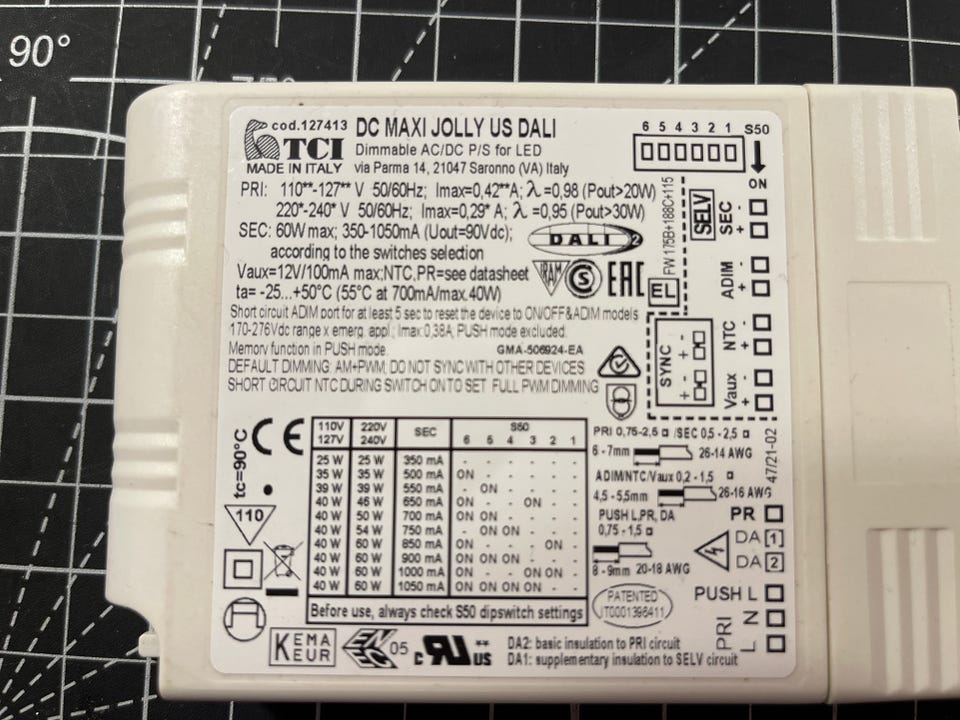 90°
cod.127413 DC MAXI JOLLY US DALI
TCI Dimmable AC/DC P/S for LED
MADE IN ITALY via Parma 14, 21047 Saronno (VA) Italy
PRI: 110**-127** V 50/60Hz; Imax=0,42**A; λ =0,98 (Pout>20W)
220*-240* V 50/60Hz; Imax=0,29* A; λ =0,95 (Pout>30W)
SEC: 60W max; 350-1050mA (Uout=90Vdc);
according to the switches selection
Vaux=12V/100mA max;NTC,PR=see datasheet
ta= -25...+50°C (55°C at 700mA/max.40W)
Short circuit ADIM port for at least 5 sec to reset the device to ON/OFF&ADIM models
170-276Vdc range x emerg. appl.; Imax 0,38A, PUSH mode excluded.
Memory function in PUSH mode. GMA-506924-EA
DEFAULT DIMMING: AM+PWM; DO NOT SYNC WITH OTHER DEVICES
SHORT CIRCUIT NTC DURING SWITCH ON TO SET FULL PWM DIMMING
DALI 2
RAM S EAC
EL
FW 175B+188C+115
6 5 4 3 2 1 S50
ON
SELV
SEC - +
ADIM - +
NTC - +
Vaux - +
SYNC + - + -
110V 220V SEC S50
127V 240V 6 5 4 3 2 1
25 W 25 W 350 mA - - - - - -
35 W 35 W 500 mA ON - - - - -
39 W 39 W 550 mA - ON - - - -
40 W 46 W 650 mA ON - - ON - -
40 W 50 W 700 mA ON ON - - - -
40 W 54 W 750 mA - ON ON - - -
40 W 60 W 850 mA ON - - - ON -
40 W 60 W 900 mA ON ON ON - - -
40 W 60 W 1000 mA ON - - ON ON -
40 W 60 W 1050 mA ON ON ON ON - -
Before use, always check S50 dipswitch settings
tc=90°C
CE
110
PRI 0,75-2,5 / SEC 0,5 - 2,5
6 - 7mm 26-14 AWG
ADIM/NTC/Vaux 0,2 - 1,5
4,5 - 5,5mm 26-16 AWG
PUSH L,PR, DA
0,75 - 1,5
8 - 9mm 20-18 AWG
47/21-02
PR
DA 1
DA 2
PUSH L
PRI L N
PATENTED
IT0001396411
KEMA
EUR
ENEC 05
c RU ** US
DA2: basic insulation to PRI circuit
DA1: supplementary insulation to SELV circuit